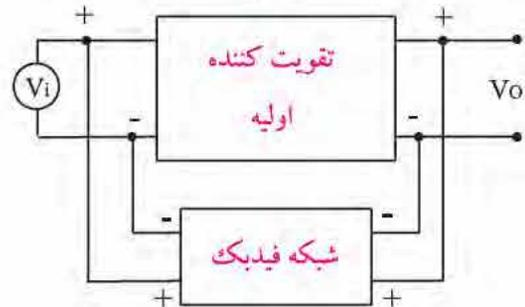 + +
تقویت کننده
Vi
اولیه
VO
- -
- -
شبکه فیدبک
+ +